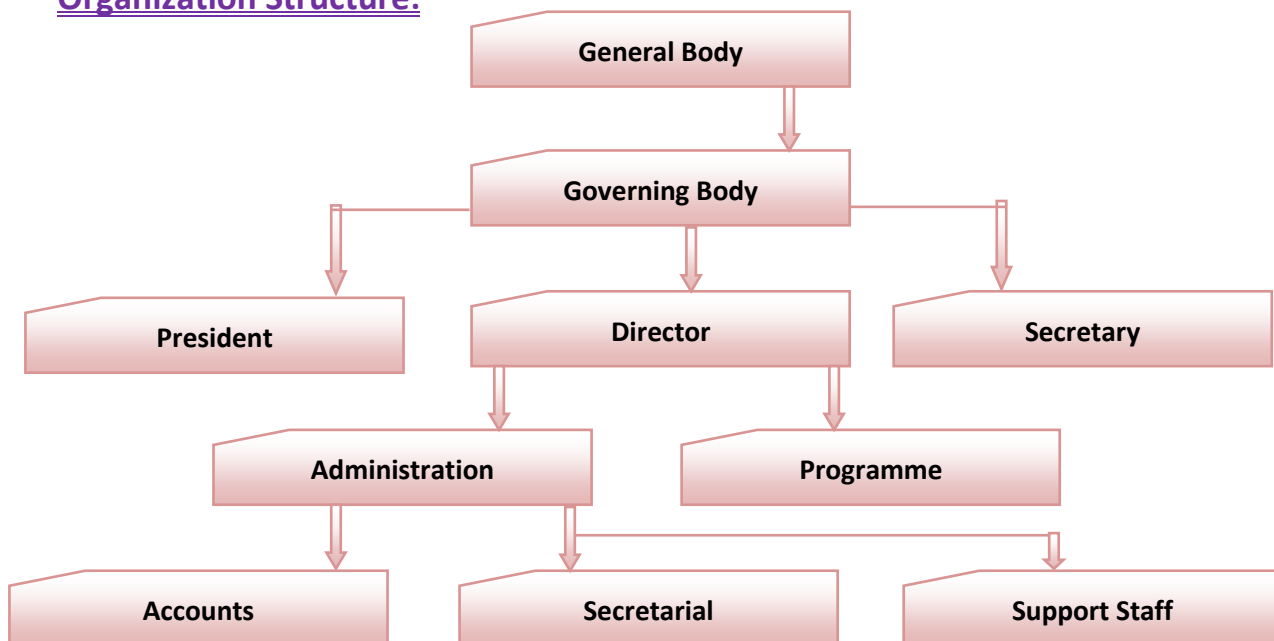 Organization Structure:
General Body
Governing Body
President
Director
Secretary
Administration
Programme
Accounts
Secretarial
Support Staff